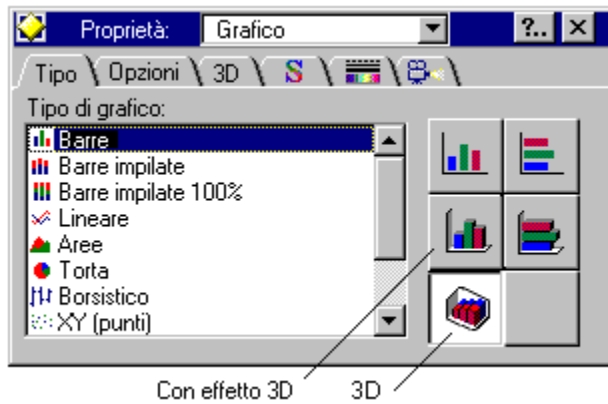 Proprietà: Grafico ?..
Tipo Opzioni 3D S
Tipo di grafico:
Barre
Barre impilate
Barre impilate 100%
Lineare
Aree
Torta
Borsistico
XY (punti)
Con effetto 3D 3D